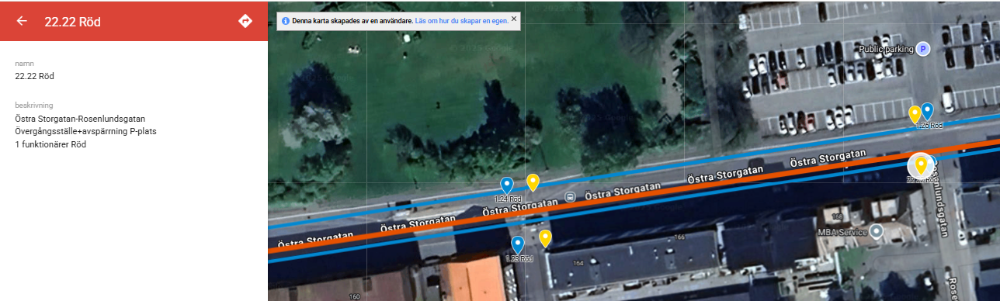 22.22 Röd
namn
22.22 Röd
beskrivning
Östra Storgatan-Rosenlundsgatan
Övergångsställe+avspärrning P-plats
1 funktionärer Röd
Denna karta skapades av en användare. Läs om hur du skapar en egen.
Public parking
P
1.26 Röd
Östra Storgatan
Östra Storgatan
Östra Storgatan
Östra Storgatan
Östra Storgatan
Östra Storgatan
22.22 Röd
Rosenlundsgatan
1.24 Röd
1.23 Röd
MBA Service
166
164
160